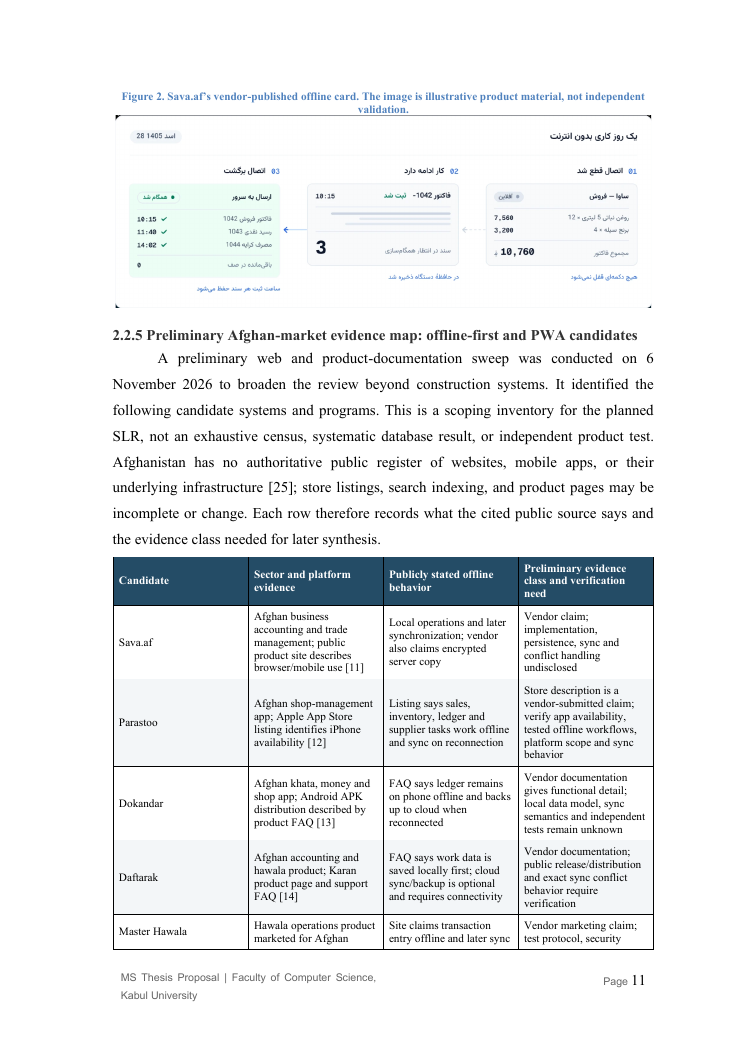 Figure 2. Sava.af's vendor-published offline card. The image is illustrative product material, not independent
validation.
یک روز کاری بدون انترنت
28 اسد 1405
01 اتصال قطع شد
ساوا — فروش
آفلاین
روغن نباتی 5 لیتری × 12
7,560
برنج سیله × 4
3,200
مجموع فاکتور
10,760 ؋
هیچ دکمه‌ای قفل نمی‌شود
02 کار ادامه دارد
فاکتور 1042- ثبت شد
10:15
سند در انتظار همگام‌سازی
3
در حافظهٔ دستگاه ذخیره شد
03 اتصال برگشت
ارسال به سرور
همگام شد
فاکتور فروش 1042
10:15
رسید نقدی 1043
11:40
مصرف کرایه 1044
14:02
باقی‌مانده در صف
0
ساعت ثبت هر سند حفظ می‌شود
2.2.5 Preliminary Afghan-market evidence map: offline-first and PWA candidates
A preliminary web and product-documentation sweep was conducted on 6
November 2026 to broaden the review beyond construction systems. It identified the
following candidate systems and programs. This is a scoping inventory for the planned
SLR, not an exhaustive census, systematic database result, or independent product test.
Afghanistan has no authoritative public register of websites, mobile apps, or their
underlying infrastructure [25]; store listings, search indexing, and product pages may be
incomplete or change. Each row therefore records what the cited public source says and
the evidence class needed for later synthesis.
Candidate
Sector and platform
evidence
Publicly stated offline
behavior
Preliminary evidence
class and verification
need
Sava.af
Afghan business
accounting and trade
management; public
product site describes
browser/mobile use [11]
Local operations and later
synchronization; vendor
also claims encrypted
server copy
Vendor claim;
implementation,
persistence, sync and
conflict handling
undisclosed
Parastoo
Afghan shop-management
app; Apple App Store
listing identifies iPhone
availability [12]
Listing says sales,
inventory, ledger and
supplier tasks work offline
and sync on reconnection
Store description is a
vendor-submitted claim;
verify app availability,
tested offline workflows,
platform scope and sync
behavior
Dokandar
Afghan khata, money and
shop app; Android APK
distribution described by
product FAQ [13]
FAQ says ledger remains
on phone offline and backs
up to cloud when
reconnected
Vendor documentation
gives functional detail;
local data model, sync
semantics and independent
tests remain unknown
Daftarak
Afghan accounting and
hawala product; Karan
product page and support
FAQ [14]
FAQ says work data is
saved locally first; cloud
sync/backup is optional
and requires connectivity
Vendor documentation;
public release/distribution
and exact sync conflict
behavior require
verification
Master Hawala
Hawala operations product
marketed for Afghan
Site claims transaction
entry offline and later sync
Vendor marketing claim;
test protocol, security
MS Thesis Proposal | Faculty of Computer Science,
Kabul University
Page 11